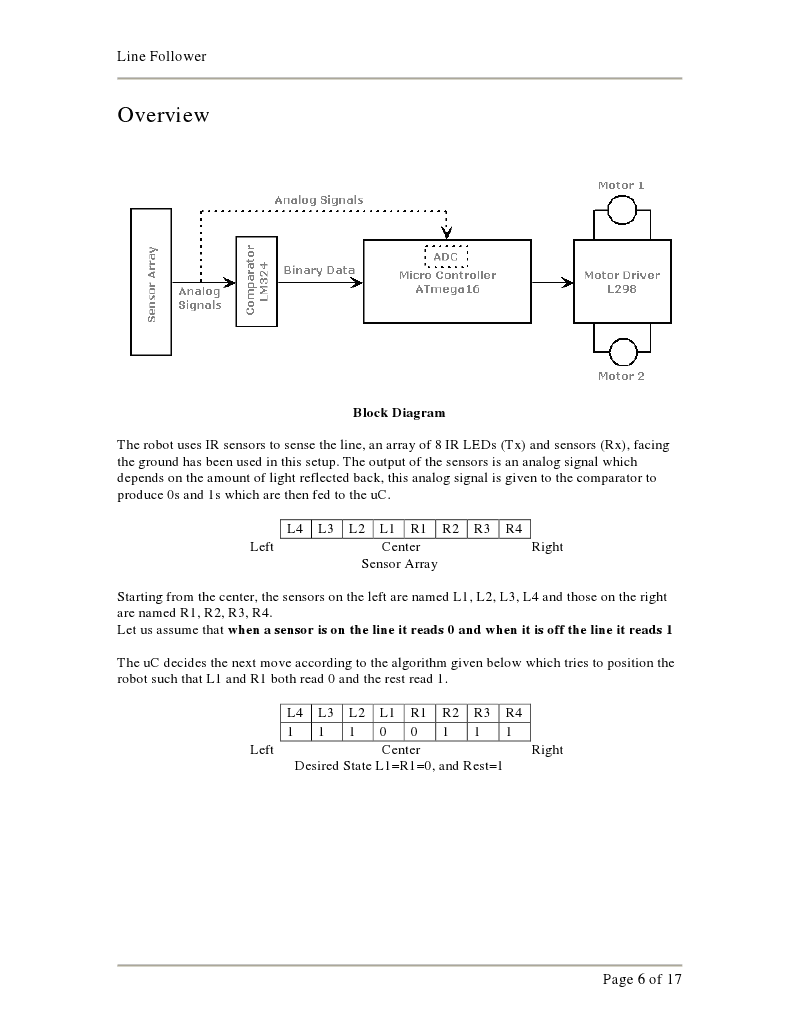 Line Follower
Overview
Motor 1
Analog Signals
Sensor Array
Analog
Signals
Comparator
LM324
Binary Data
ADC
Micro Controller
ATmega16
Motor Driver
L298
Motor 2
Block Diagram
The robot uses IR sensors to sense the line, an array of 8 IR LEDs (Tx) and sensors (Rx), facing
the ground has been used in this setup. The output of the sensors is an analog signal which
depends on the amount of light reflected back, this analog signal is given to the comparator to
produce 0s and 1s which are then fed to the uC.
L4 L3 L2 L1 R1 R2 R3 R4
Left Center Right
Sensor Array
Starting from the center, the sensors on the left are named L1, L2, L3, L4 and those on the right
are named R1, R2, R3, R4.
Let us assume that when a sensor is on the line it reads 0 and when it is off the line it reads 1
The uC decides the next move according to the algorithm given below which tries to position the
robot such that L1 and R1 both read 0 and the rest read 1.
L4 L3 L2 L1 R1 R2 R3 R4
1 1 1 0 0 1 1 1
Left Center Right
Desired State L1=R1=0, and Rest=1
Page 6 of 17